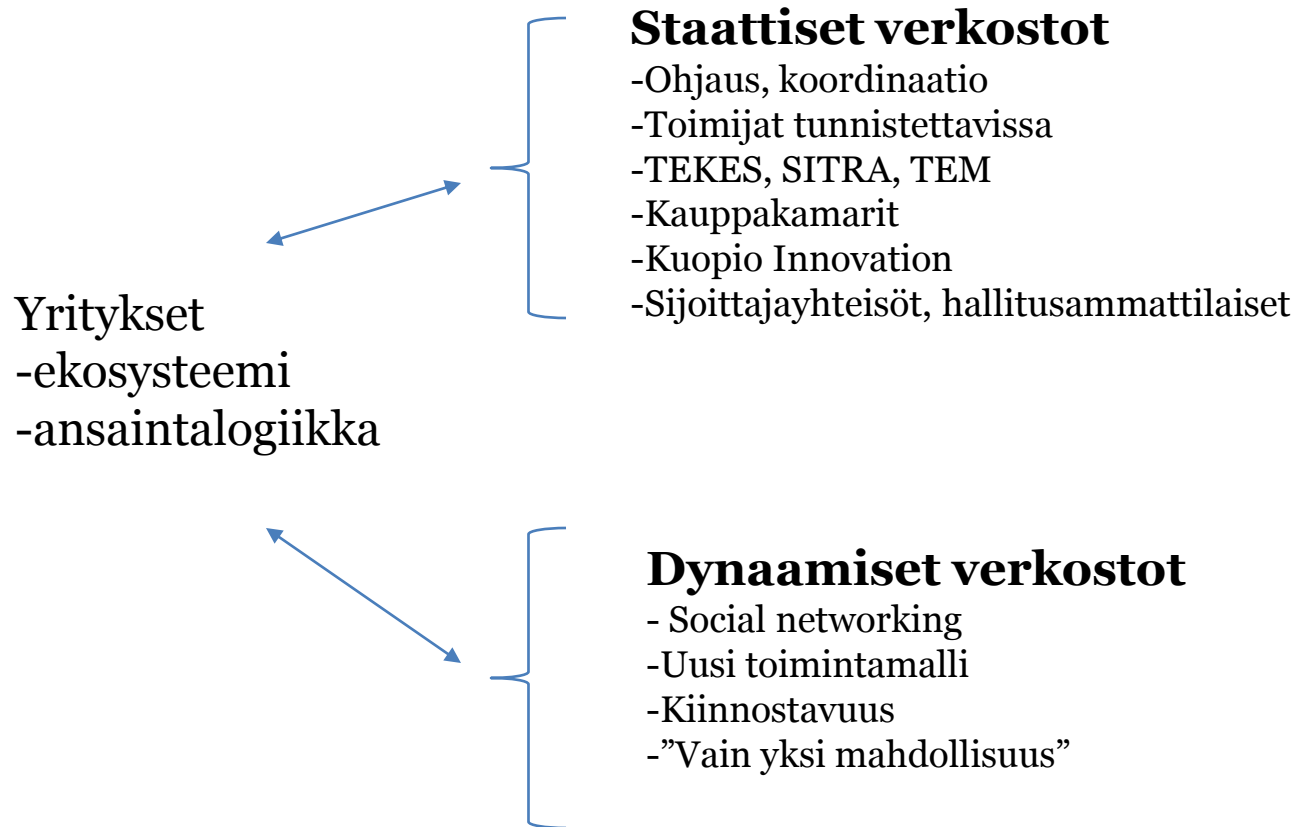 Staattiset verkostot
-Ohjaus, koordinaatio
-Toimijat tunnistettavissa
-TEKES, SITRA, TEM
-Kauppakamarit
-Kuopio Innovation
-Sijoittajayhteisöt, hallitusammattilaiset
Yritykset
-ekosysteemi
-ansaintalogiikka
Dynaamiset verkostot
- Social networking
-Uusi toimintamalli
-Kiinnostavuus
-”Vain yksi mahdollisuus”